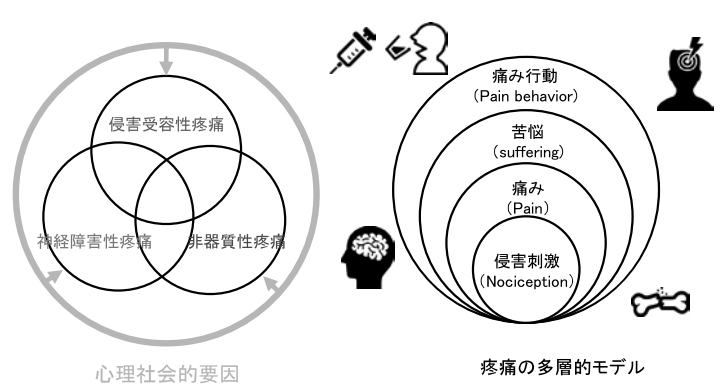 侵害受容性疼痛
神経障害性疼痛
非器質性疼痛
心理社会的要因
痛み行動
(Pain behavior)
苦悩
(suffering)
痛み
(Pain)
侵害刺激
(Nociception)
疼痛の多層的モデル